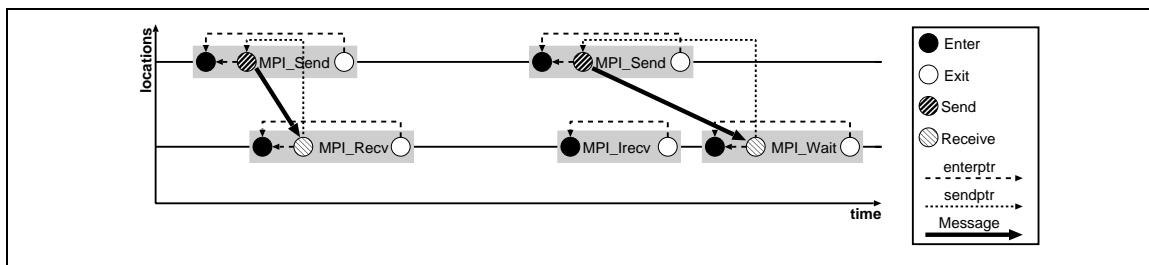 locations
MPI_Send
MPI_Send
MPI_Recv
MPI_Irecv
MPI_Wait
time
Enter
Exit
Send
Receive
enterptr
sendptr
Message